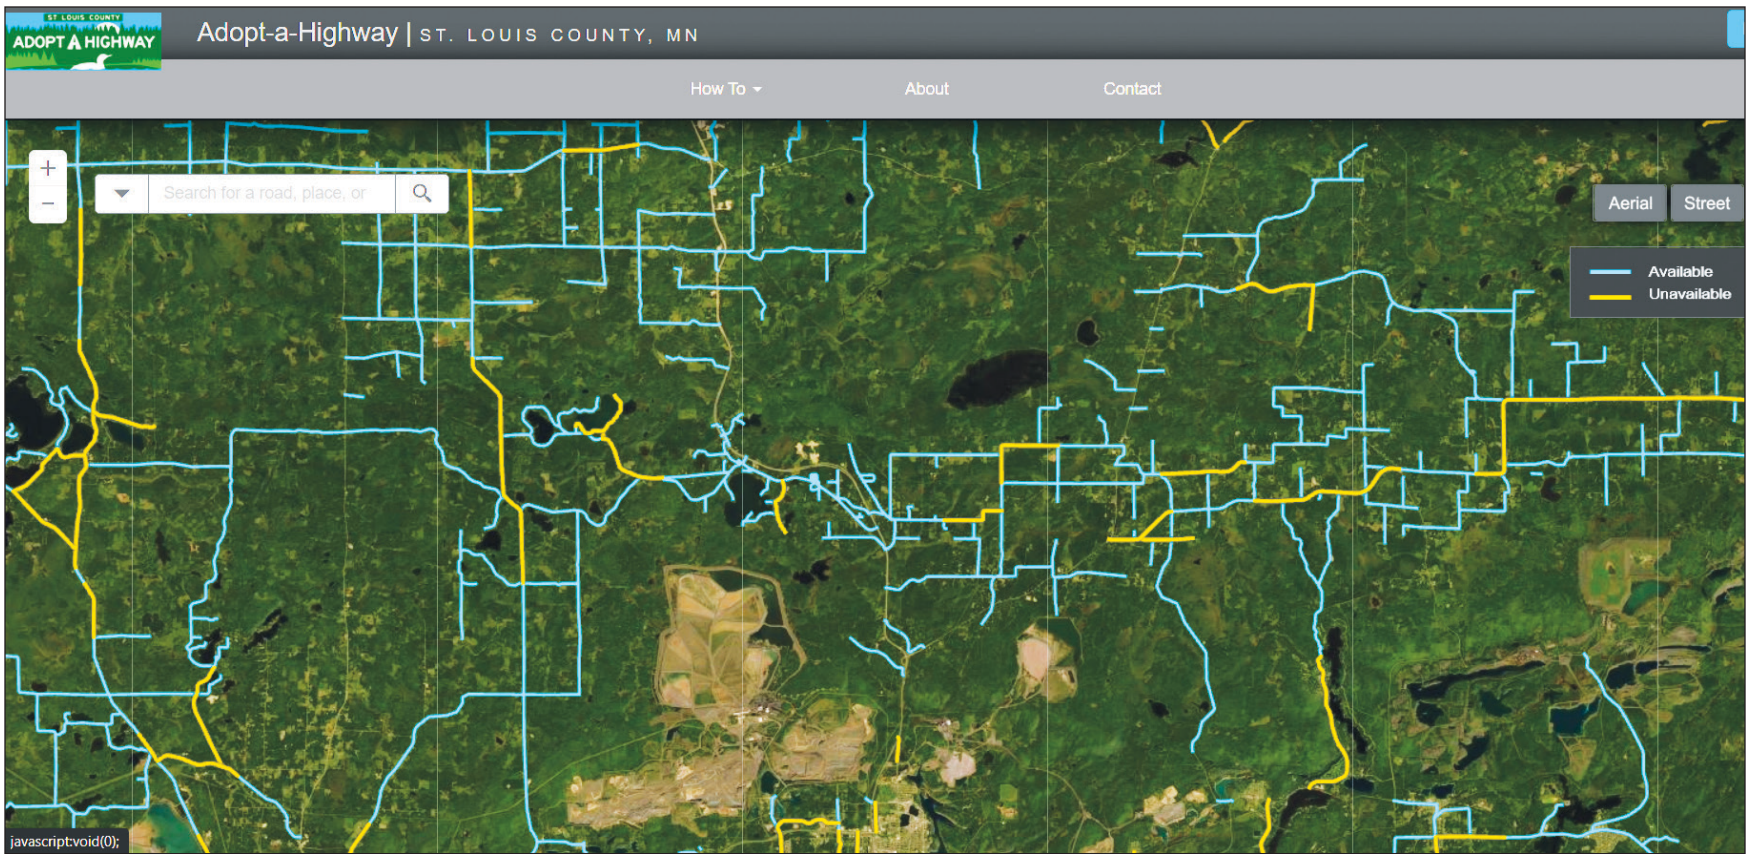 ST LOUIS COUNTY
ADOPT A HIGHWAY
Adopt-a-Highway | ST. LOUIS COUNTY, MN
How To
About
Contact
Search for a road, place, or
Aerial
Street
Available
Unavailable
javascript:void(0);